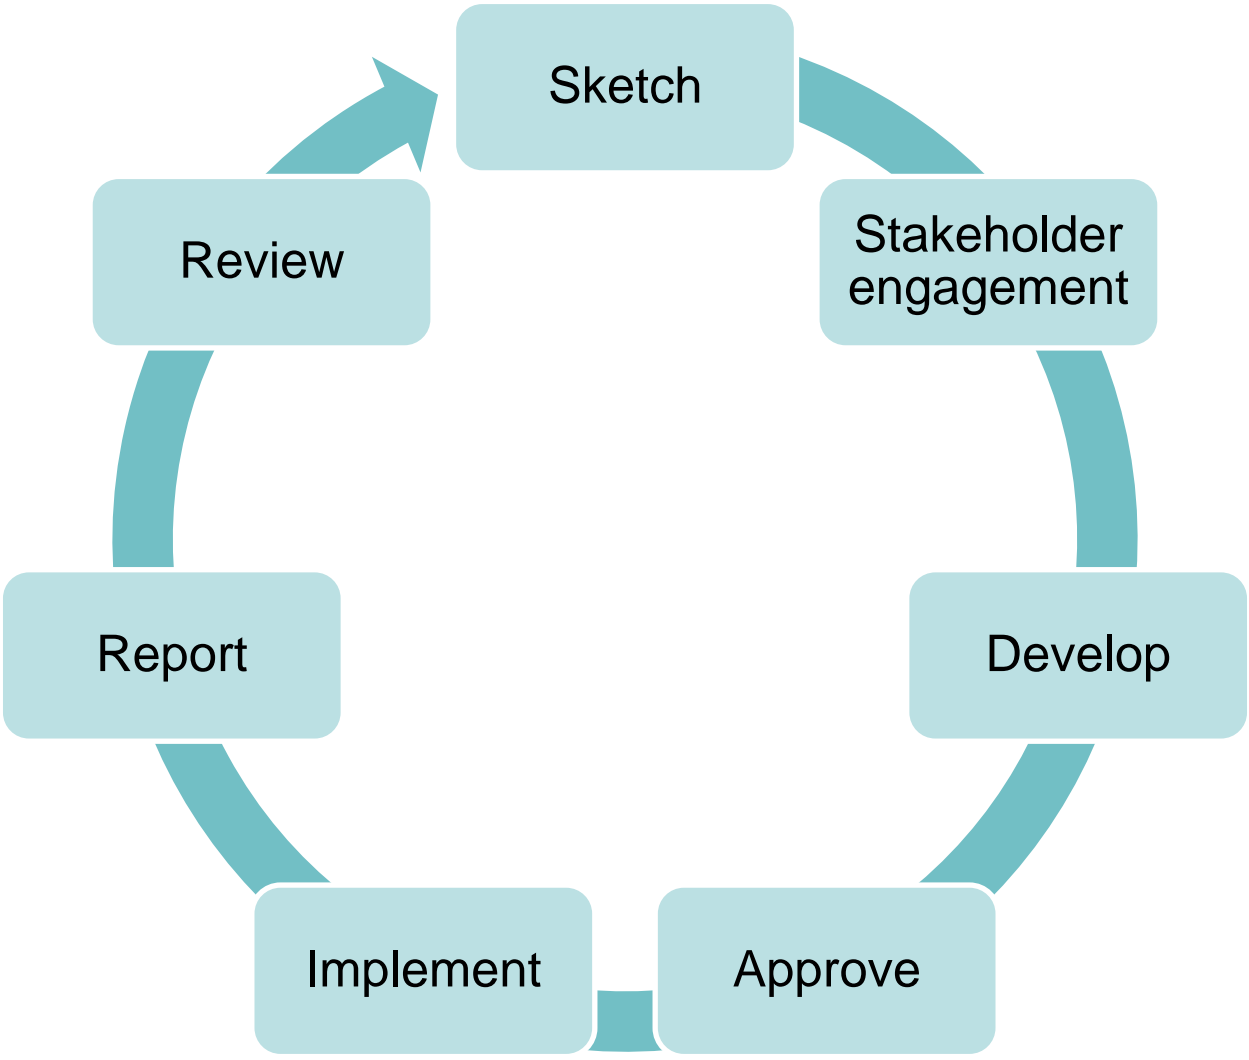 Sketch
Stakeholder
engagement
Develop
Approve
Implement
Report
Review